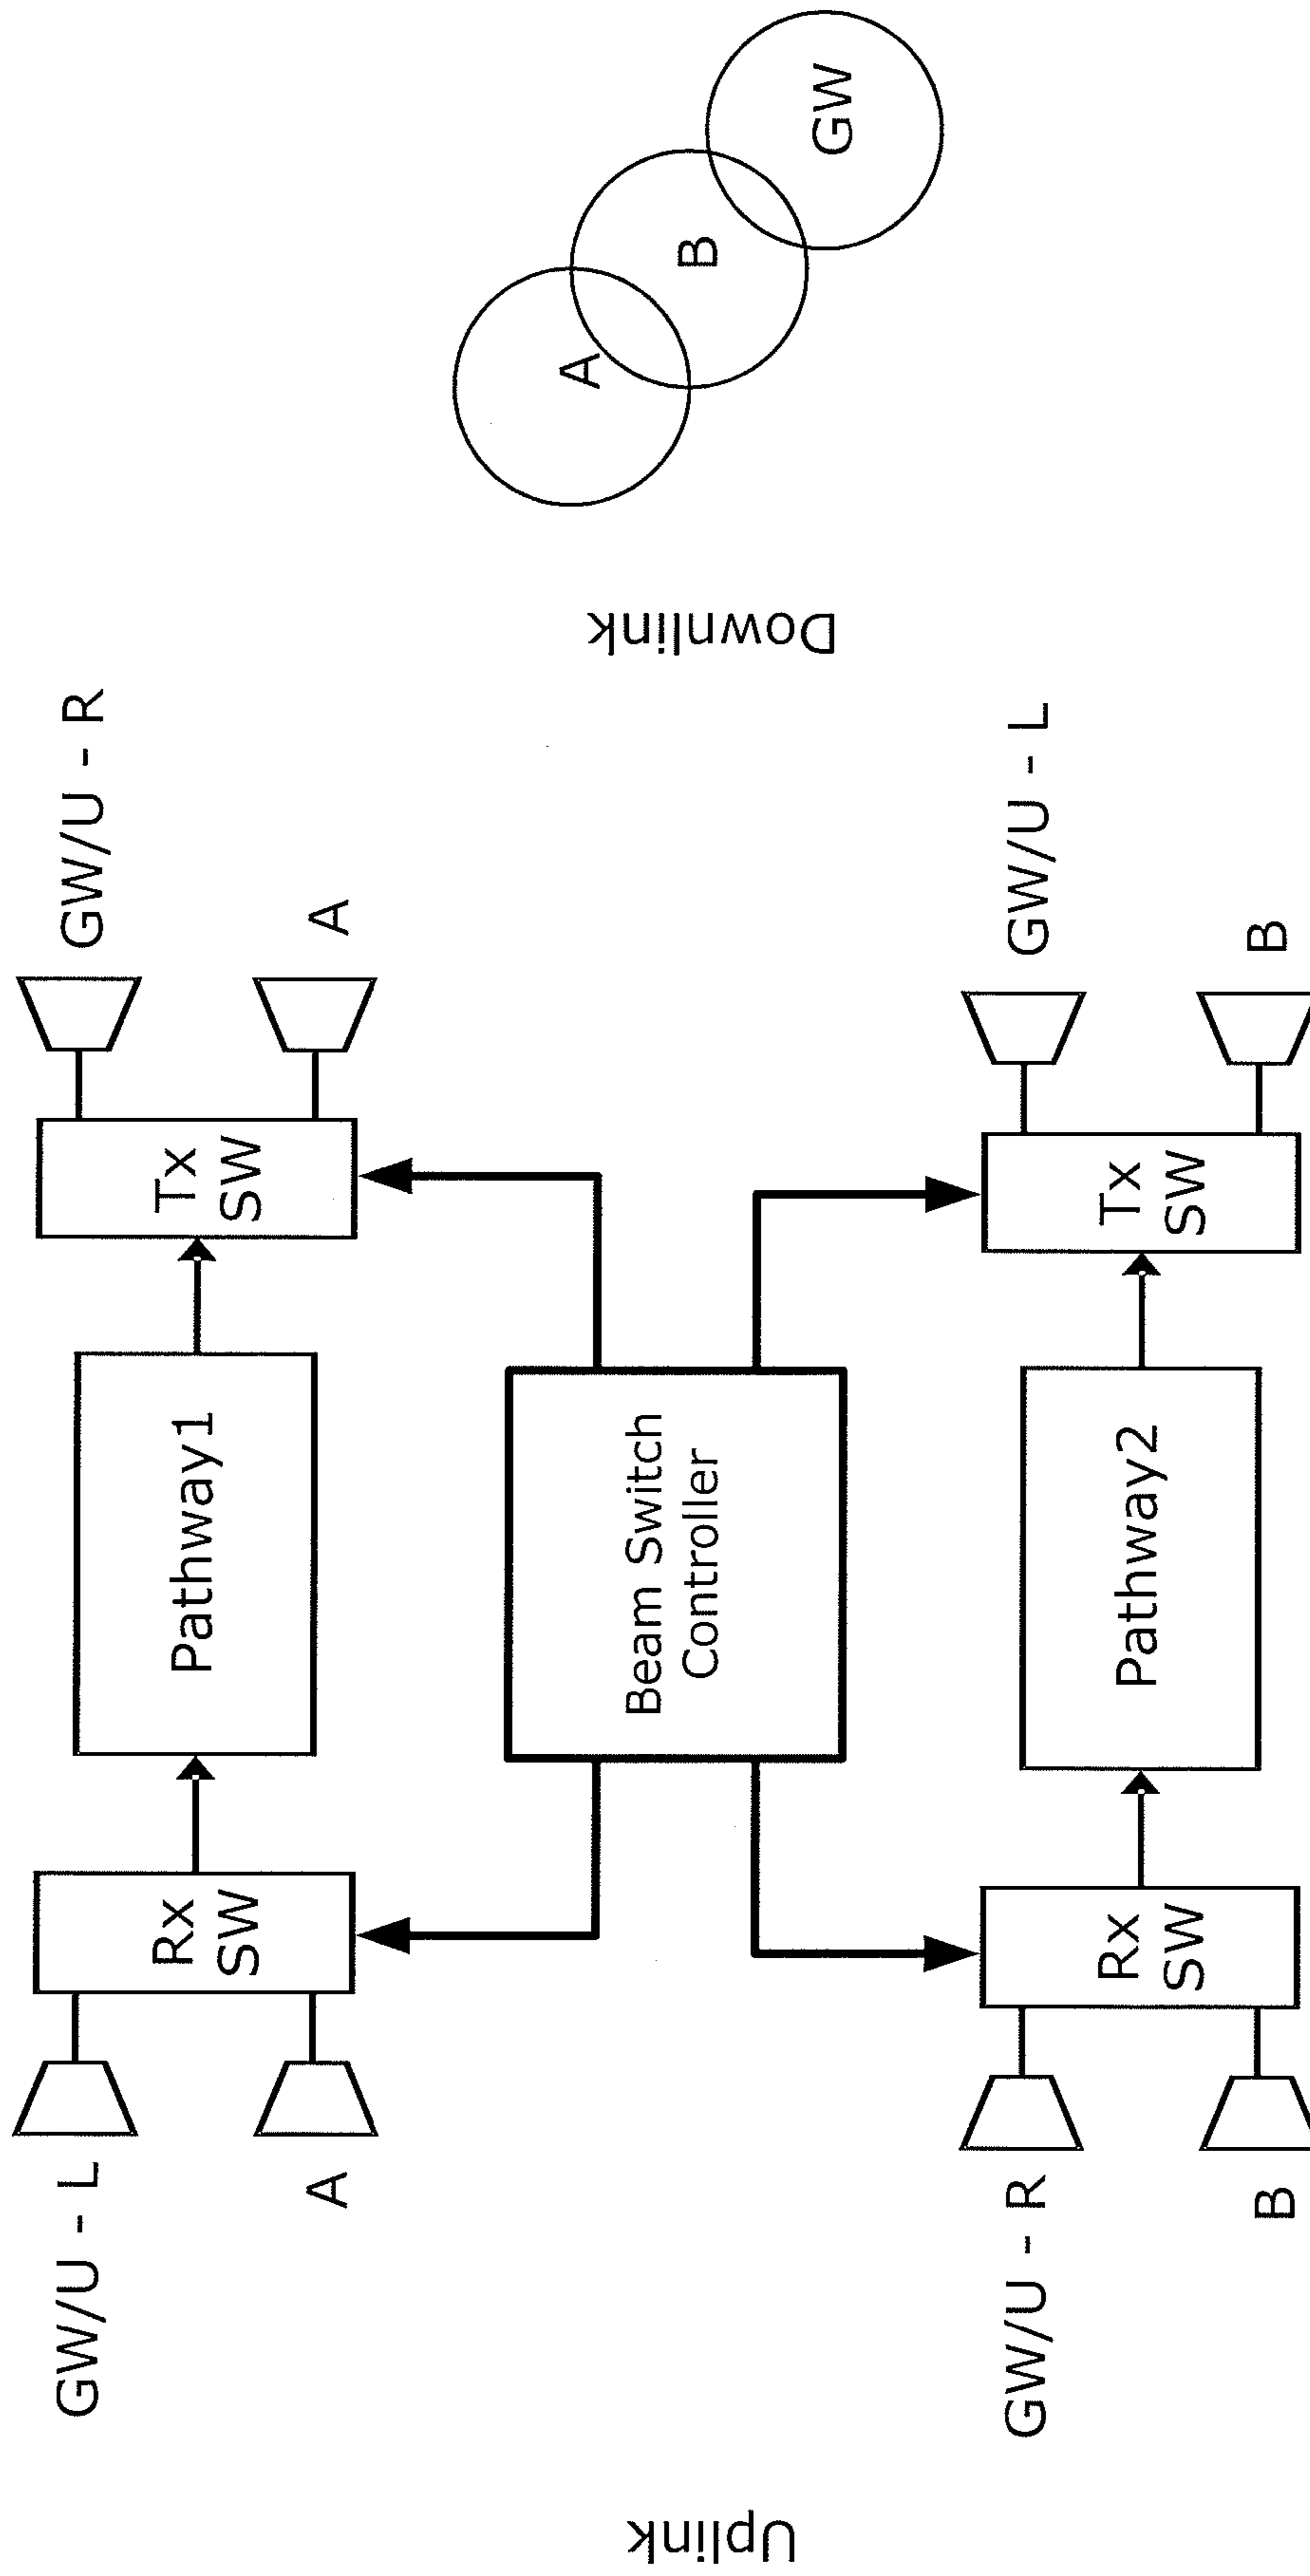 GW/U - L
A
Rx
SW
Pathway1
Tx
SW
GW/U - R
A
Uplink
Beam Switch
Controller
Downlink
A
B
GW
GW/U - R
B
Rx
SW
Pathway2
Tx
SW
GW/U - L
B